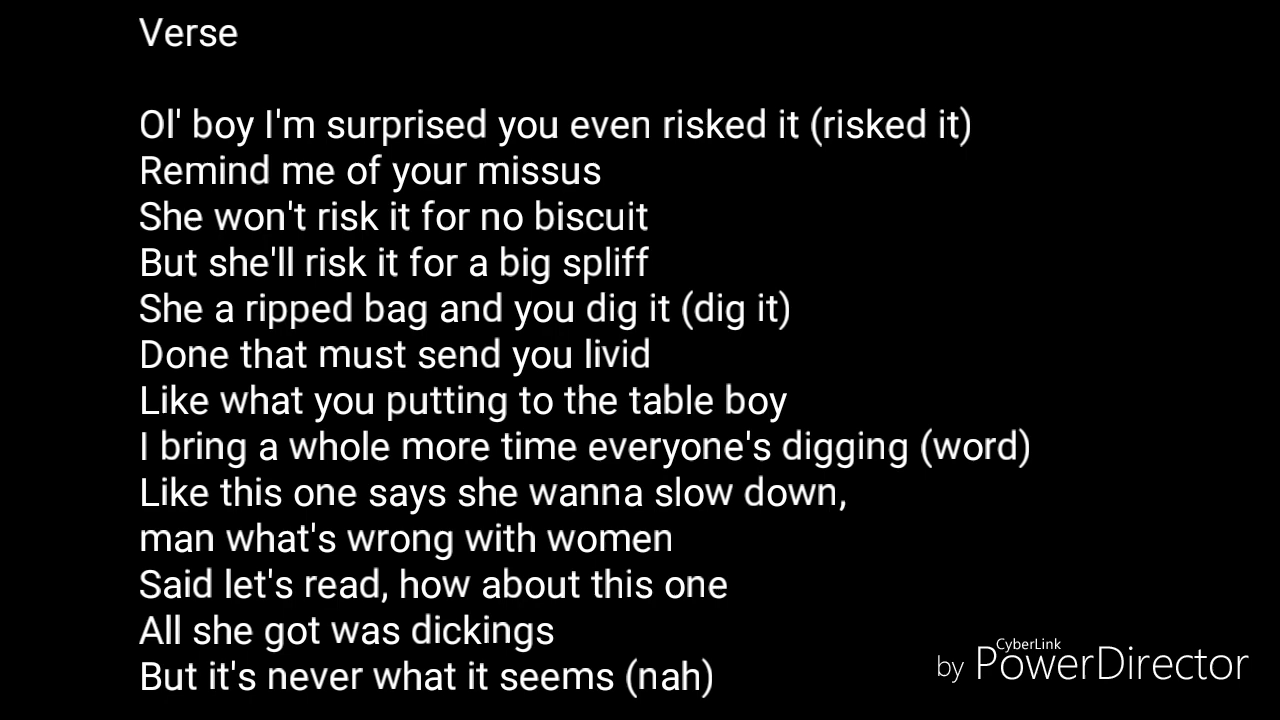 Verse
Ol' boy I'm surprised you even risked it (risked it)
Remind me of your missus
She won't risk it for no biscuit
But she'll risk it for a big spliff
She a ripped bag and you dig it (dig it)
Done that must send you livid
Like what you putting to the table boy
I bring a whole more time everyone's digging (word)
Like this one says she wanna slow down,
man what's wrong with women
Said let's read, how about this one
All she got was dickings
But it's never what it seems (nah)
CyberLink
by PowerDirector